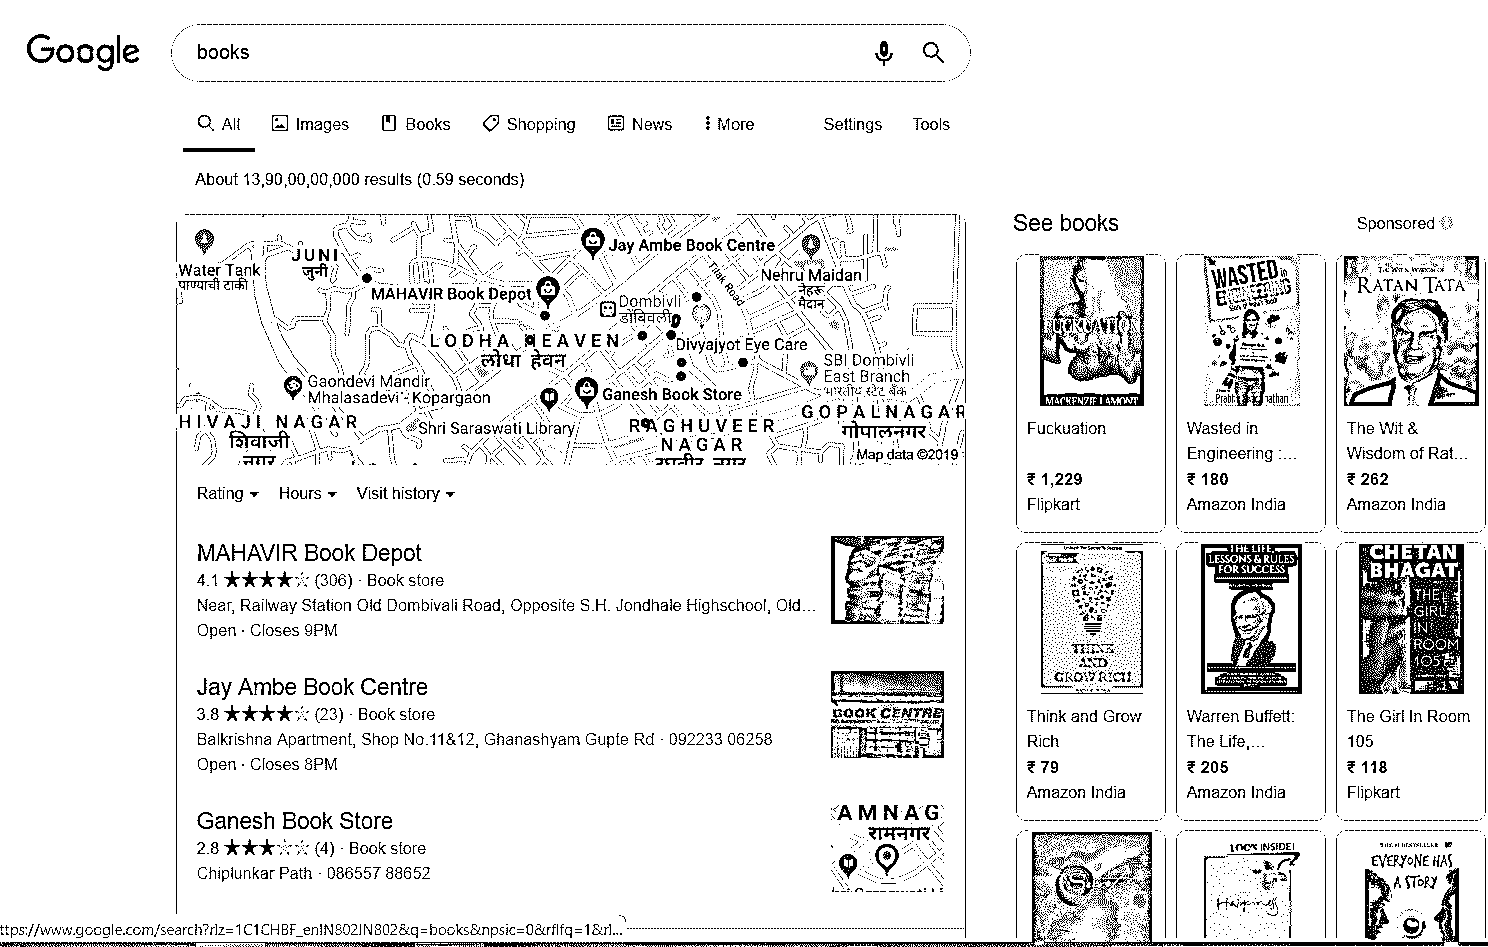 Google
books
All Images Books Shopping News More Settings Tools
About 13,90,00,00,000 results (0.59 seconds)
JUNI
जुनी
Water Tank
पाण्याची टाकी
Jay Ambe Book Centre
Nehru Maidan
नेहरू
मैदान
Tilak Road
MAHAVIR Book Depot
Dombivli
डोंबिवली
LODHA HEAVEN
लोधा हेवन
Divyajyot Eye Care
SBI Dombivli
East Branch
भारतीय स्टेट बँक
Gaondevi Mandir,
Mhalasadevi - Kopargaon
Ganesh Book Store
HIVAJI NAGAR
शिवाजी
नगर
Shri Saraswati Library
RAGHUVEER
NAGAR
रघुवीर नगर
GOPALNAGAR
गोपालनगर
Map data ©2019
Rating Hours Visit history
MAHAVIR Book Depot
4.1 (306) · Book store
Near, Railway Station Old Dombivali Road, Opposite S.H. Jondhale Highschool, Old...
Open · Closes 9PM
Jay Ambe Book Centre
3.8 (23) · Book store
Balkrishna Apartment, Shop No.11&12, Ghanashyam Gupte Rd · 092233 06258
Open · Closes 8PM
BOOK CENTRE
Ganesh Book Store
2.8 (4) · Book store
Chiplunkar Path · 086557 88652
AMNAG
रामनगर
ttps://www.google.com/search?rlz=1C1CHBF_enIN802IN802&q=books&npsic=0&rflfq=1&rl...
See books
Sponsored
FUCKUATION
MACKENZIE LAMONT
Fuckuation
₹ 1,229
Flipkart
WASTED in
ENGINEERING
Wasted in
Engineering :...
₹ 180
Amazon India
THE WIT & WISDOM OF
RATAN TATA
The Wit &
Wisdom of Rat...
₹ 262
Amazon India
THINK
AND
GROW RICH
Think and Grow
Rich
₹ 79
Amazon India
THE LIFE,
LESSONS & RULES
FOR SUCCESS
Warren Buffett:
The Life,...
₹ 205
Amazon India
CHETAN
BHAGAT
THE
GIRL
IN
ROOM
105
The Girl In Room
105
₹ 118
Flipkart
100% INSIDE!
Happiness
EVERYONE HAS
A STORY